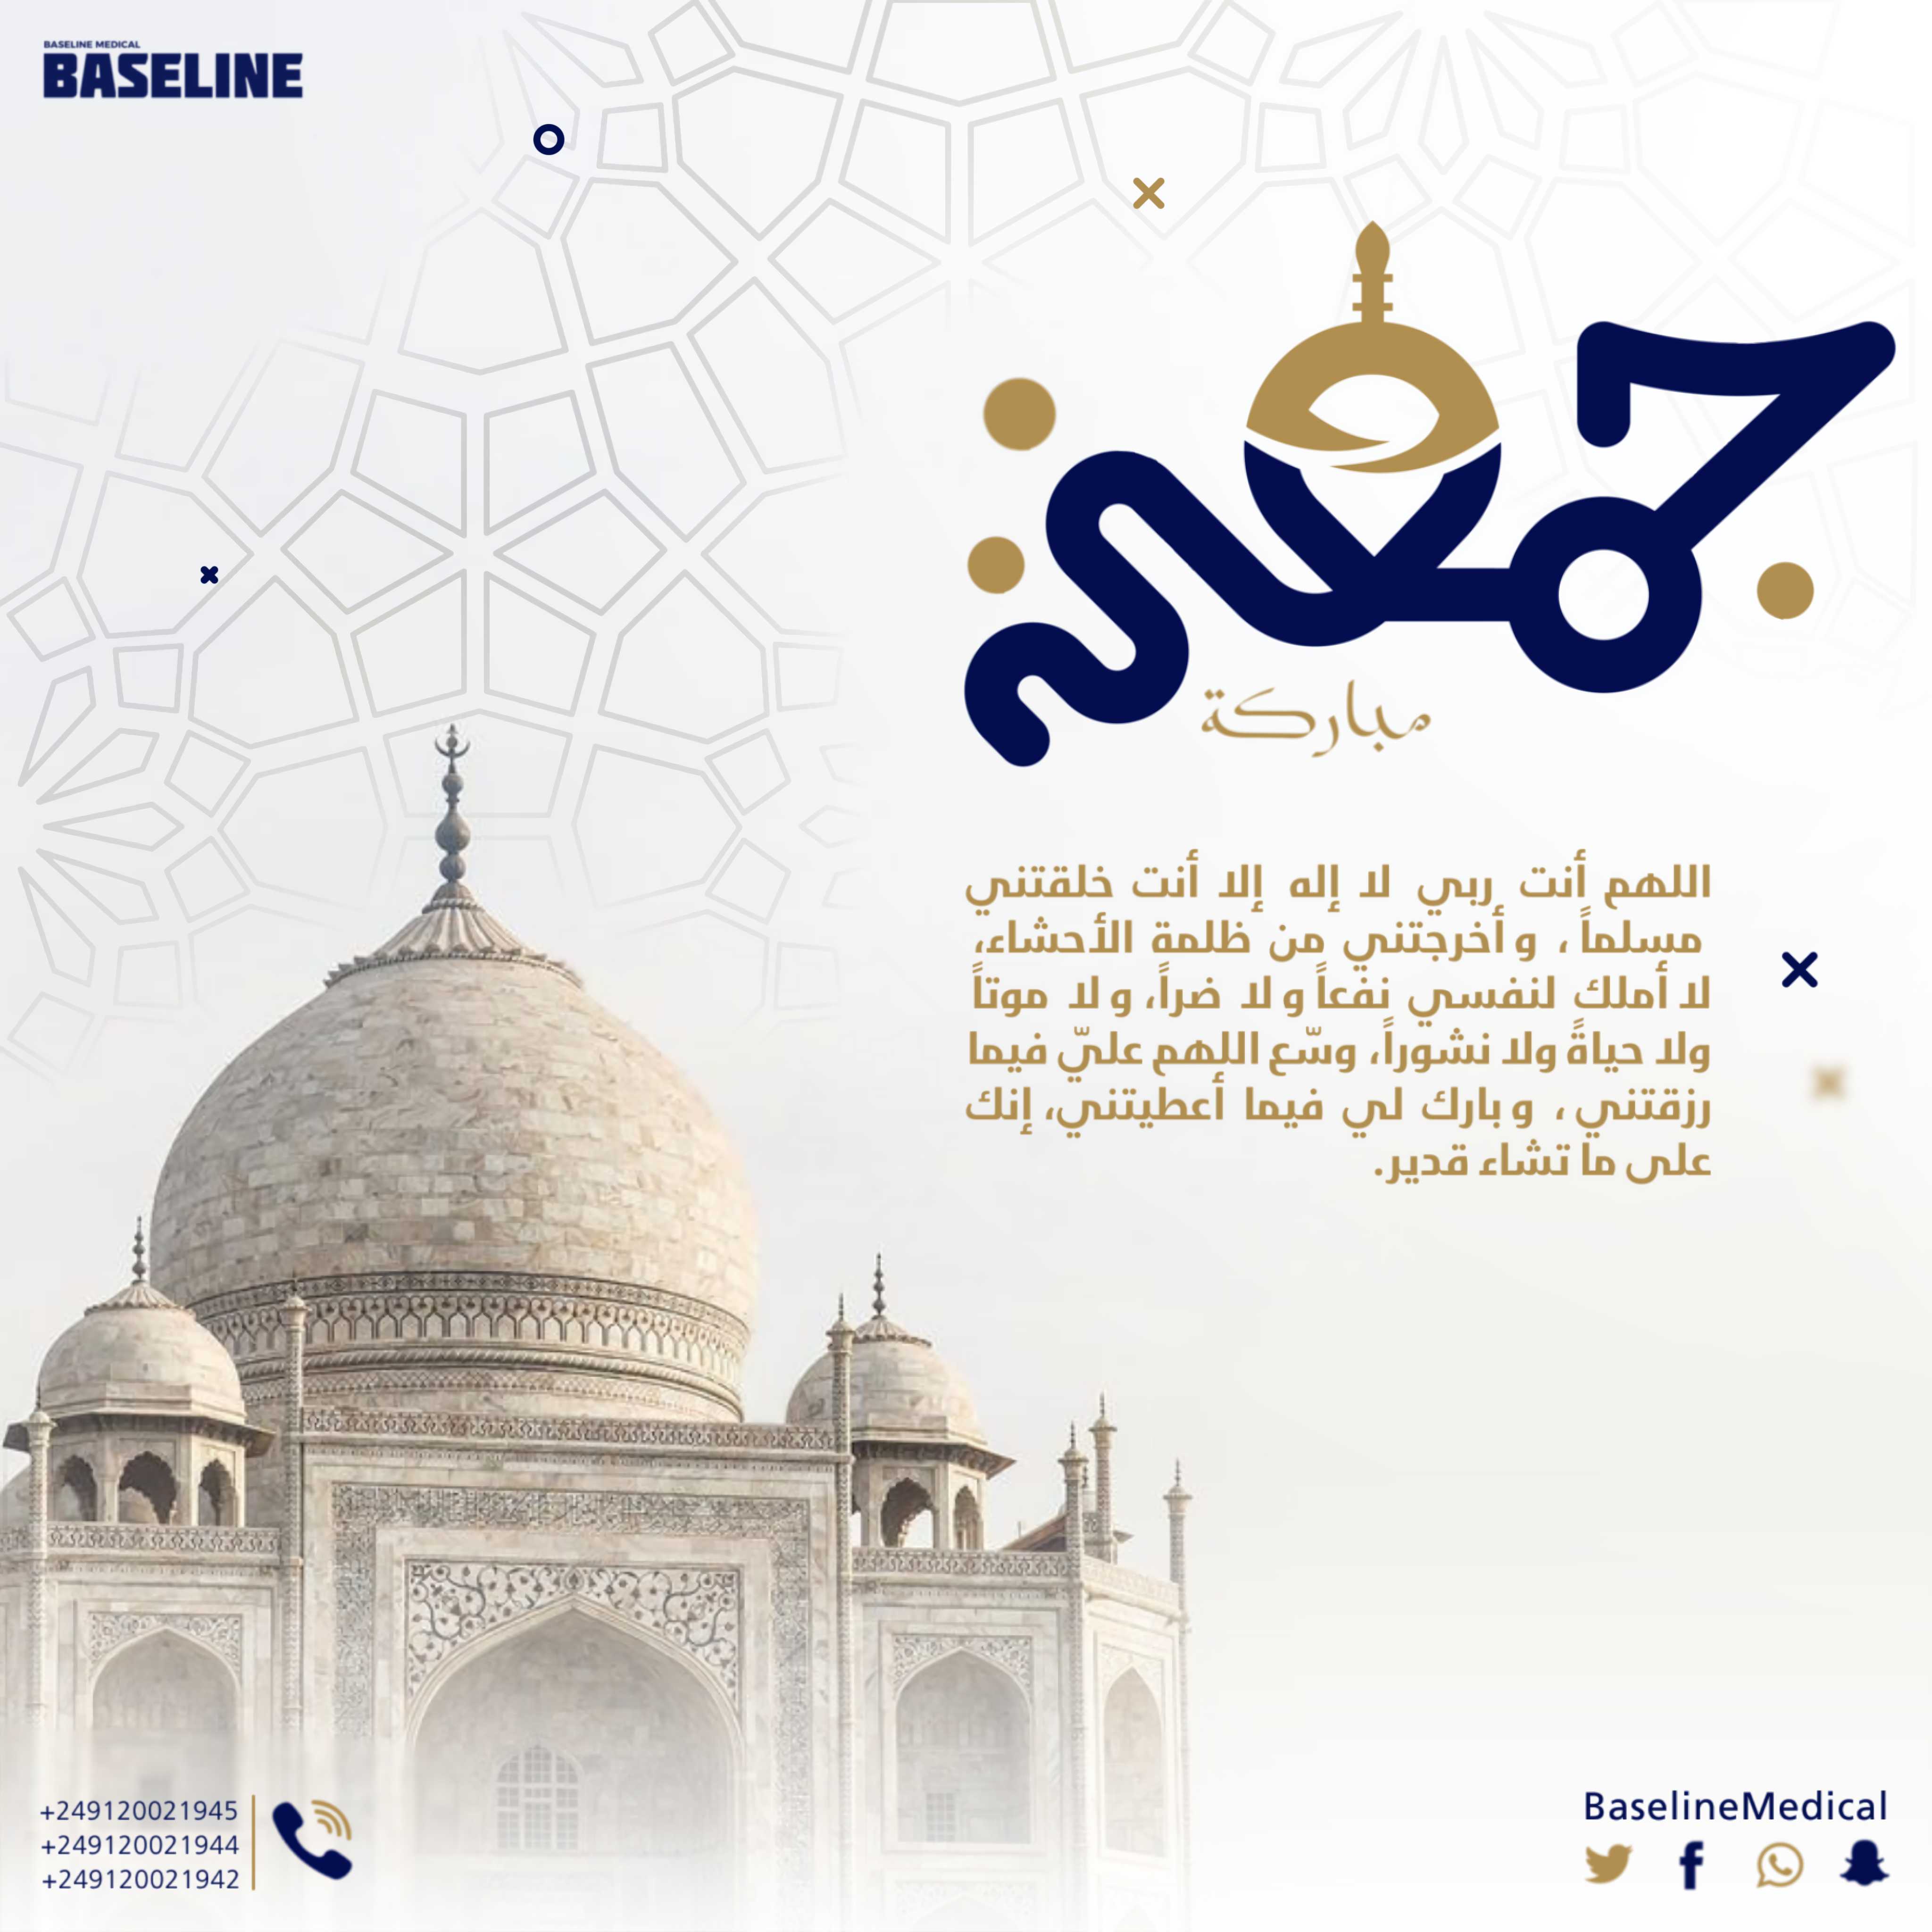 BASELINE MEDICAL
BASELINE
جمعة
مباركة
اللهم أنت ربي لا إله إلا أنت خلقتني
مسلماً ، و أخرجتني من ظلمة الأحشاء،
لا أملك لنفسي نفعاً و لا ضراً، و لا موتاً
ولا حياةً ولا نشوراً، وسّع اللهم عليّ فيما
رزقتني ، و بارك لي فيما أعطيتني، إنك
على ما تشاء قدير.
+249120021945
+249120021944
+249120021942
BaselineMedical